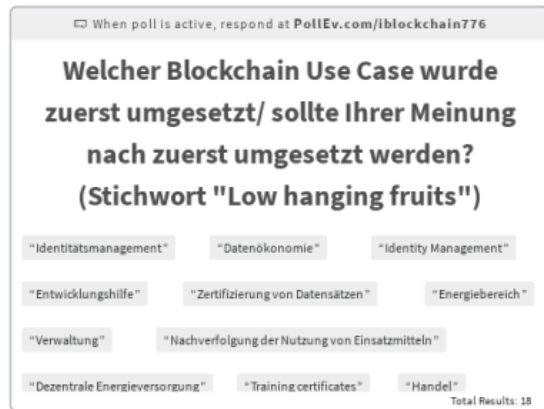 When poll is active, respond at PollEv.com/iblockchain776
Welcher Blockchain Use Case wurde
zuerst umgesetzt/ sollte Ihrer Meinung
nach zuerst umgesetzt werden?
(Stichwort "Low hanging fruits")
“Identitätsmanagement” “Datenökonomie” “Identity Management”
“Entwicklungshilfe” “Zertifizierung von Datensätzen” “Energiebereich”
“Verwaltung” “Nachverfolgung der Nutzung von Einsatzmitteln”
“Dezentrale Energieversorgung” “Training certificates” “Handel”
Total Results: 18